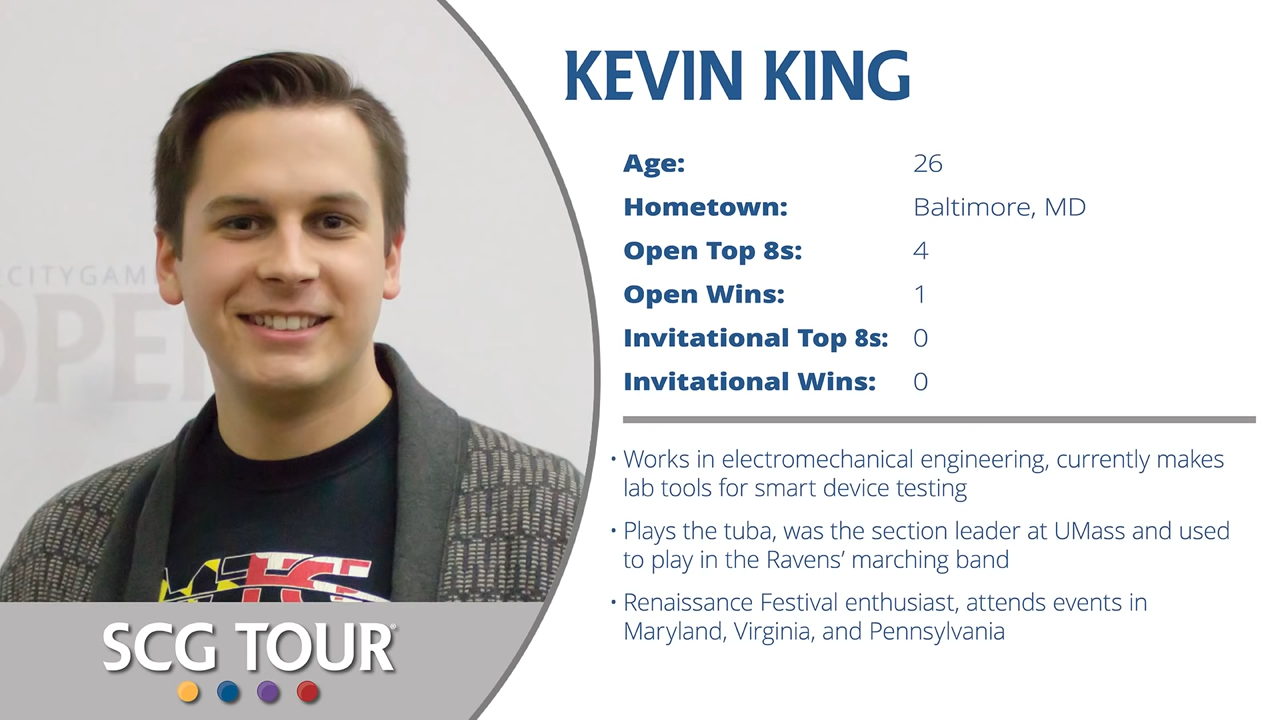 KEVIN KING
Age: 26
Hometown: Baltimore, MD
Open Top 8s: 4
Open Wins: 1
Invitational Top 8s: 0
Invitational Wins: 0
• Works in electromechanical engineering, currently makes
lab tools for smart device testing
• Plays the tuba, was the section leader at UMass and used
to play in the Ravens’ marching band
• Renaissance Festival enthusiast, attends events in
Maryland, Virginia, and Pennsylvania
CITYGAM
OPE
SCG TOUR®